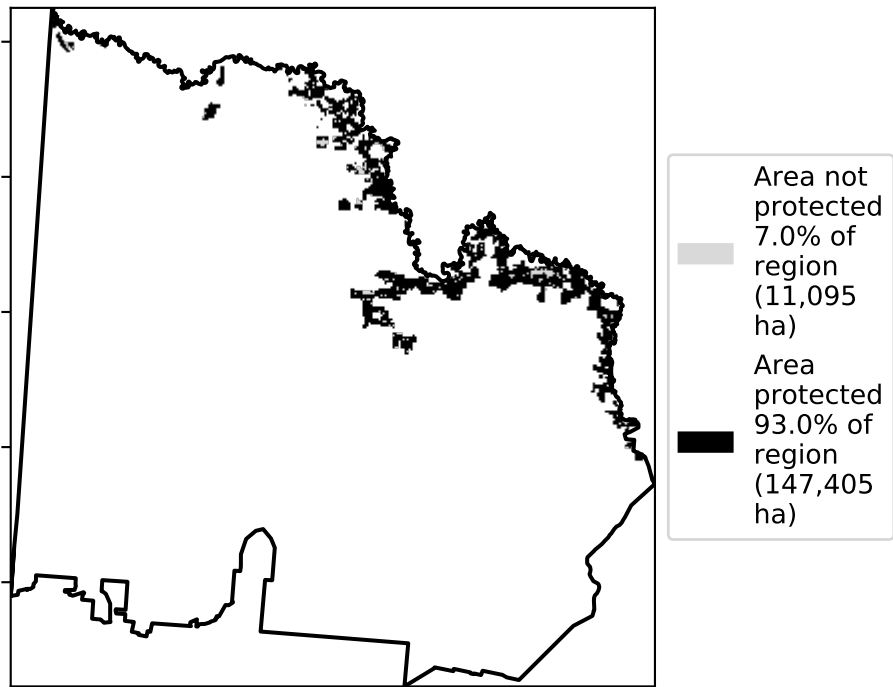 Area not
protected
7.0% of
region
(11,095
ha)
Area
protected
93.0% of
region
(147,405
ha)